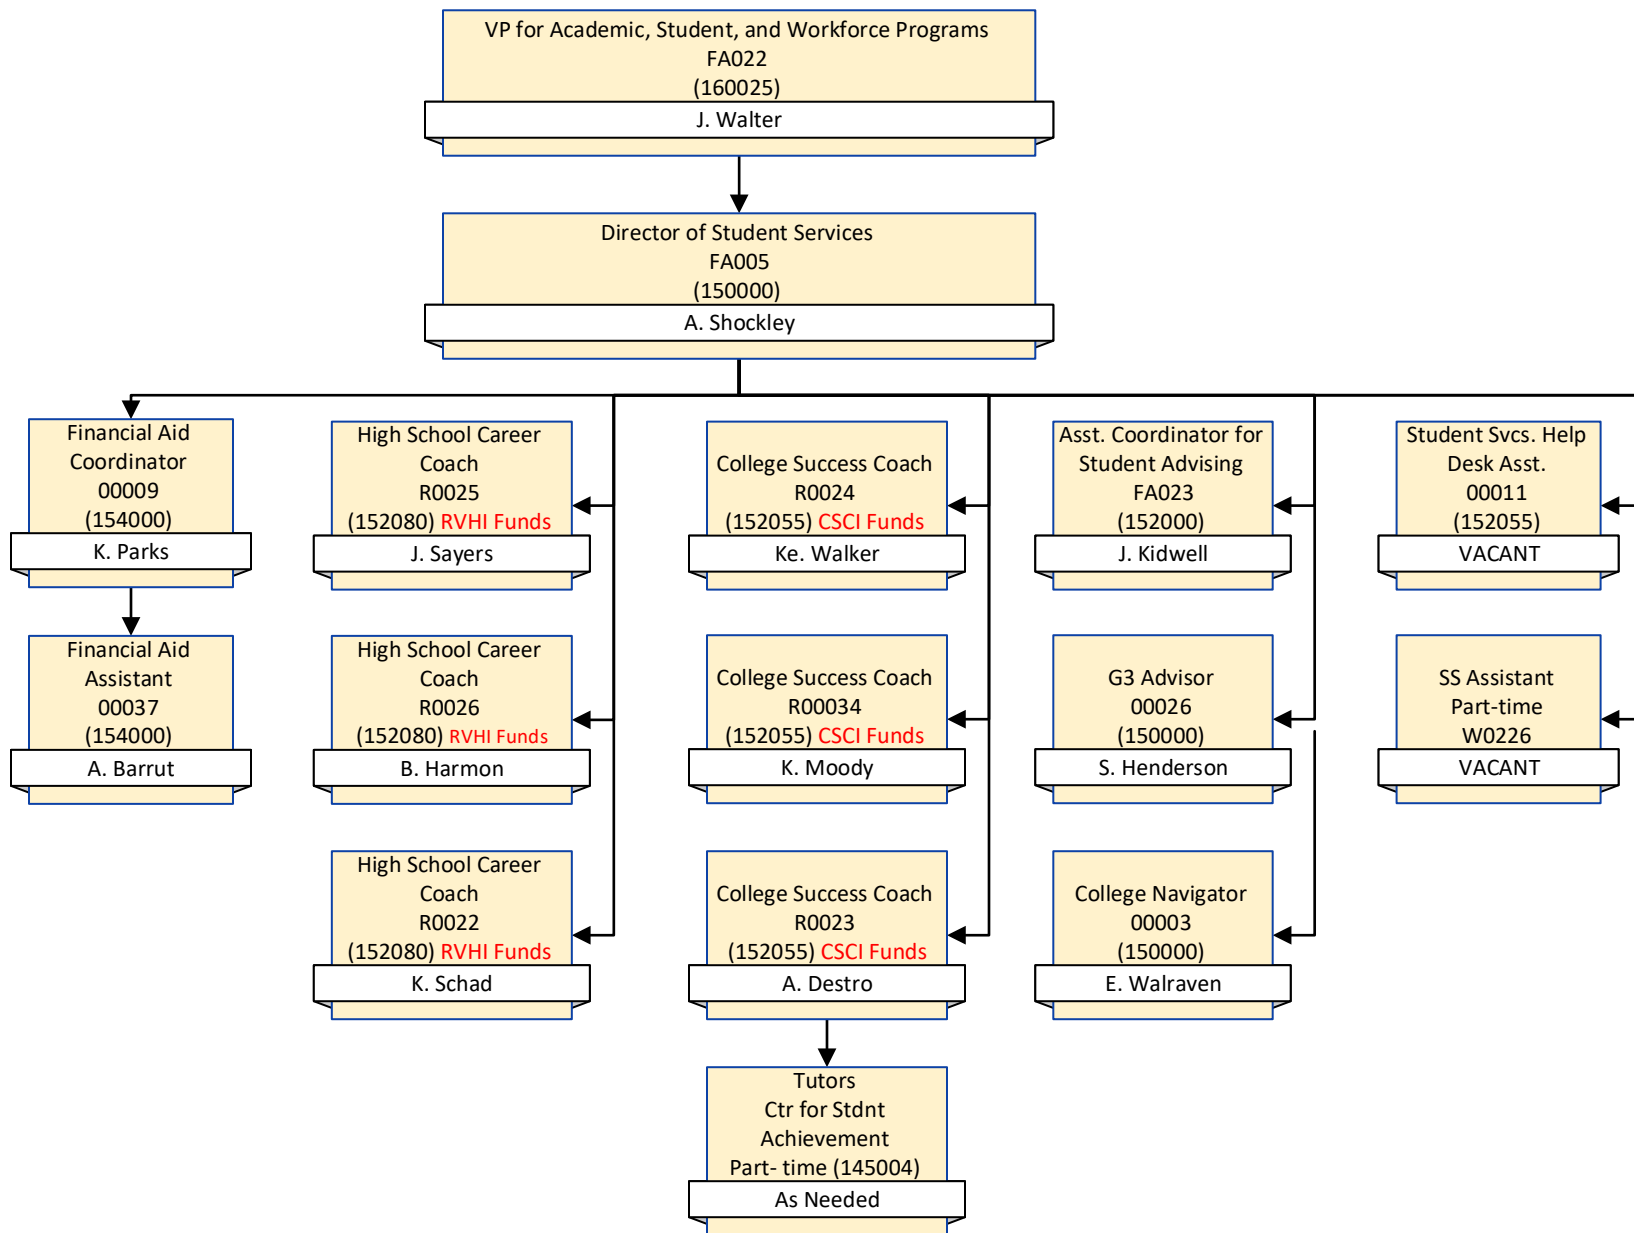 VP for Academic, Student, and Workforce Programs
FA022
(160025)
J. Walter
Director of Student Services
FA005
(150000)
A. Shockley
Financial Aid
Coordinator
00009
(154000)
K. Parks
Financial Aid
Assistant
00037
(154000)
A. Barrut
High School Career
Coach
R0025
(152080) RVHI Funds
J. Sayers
High School Career
Coach
R0026
(152080) RVHI Funds
B. Harmon
High School Career
Coach
R0022
(152080) RVHI Funds
K. Schad
College Success Coach
R0024
(152055) CSCI Funds
Ke. Walker
College Success Coach
R00034
(152055) CSCI Funds
K. Moody
College Success Coach
R0023
(152055) CSCI Funds
A. Destro
Tutors
Ctr for Stdnt
Achievement
Part- time (145004)
As Needed
Asst. Coordinator for
Student Advising
FA023
(152000)
J. Kidwell
G3 Advisor
00026
(150000)
S. Henderson
College Navigator
00003
(150000)
E. Walraven
Student Svcs. Help
Desk Asst.
00011
(152055)
VACANT
SS Assistant
Part-time
W0226
VACANT